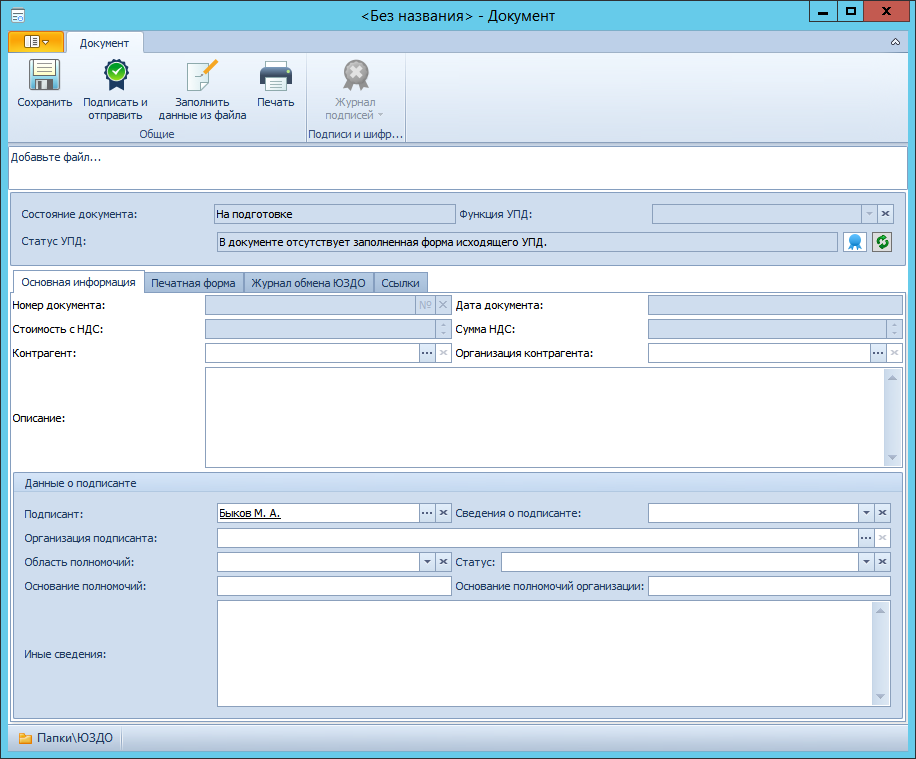 <Без названия> - Документ
Документ
Сохранить
Подписать и
отправить
Заполнить
данные из файла
Печать
Журнал
подписей
Общие
Подписи и шифр...
Добавьте файл...
Состояние документа:
На подготовке
Функция УПД:
Статус УПД:
В документе отсутствует заполненная форма исходящего УПД.
Основная информация
Печатная форма
Журнал обмена ЮЗДО
Ссылки
Номер документа:
№
Дата документа:
Стоимость с НДС:
Сумма НДС:
Контрагент:
Организация контрагента:
Описание:
Данные о подписанте
Подписант:
Быков М. А.
Сведения о подписанте:
Организация подписанта:
Область полномочий:
Статус:
Основание полномочий:
Основание полномочий организации:
Иные сведения:
Папки\ЮЗДО